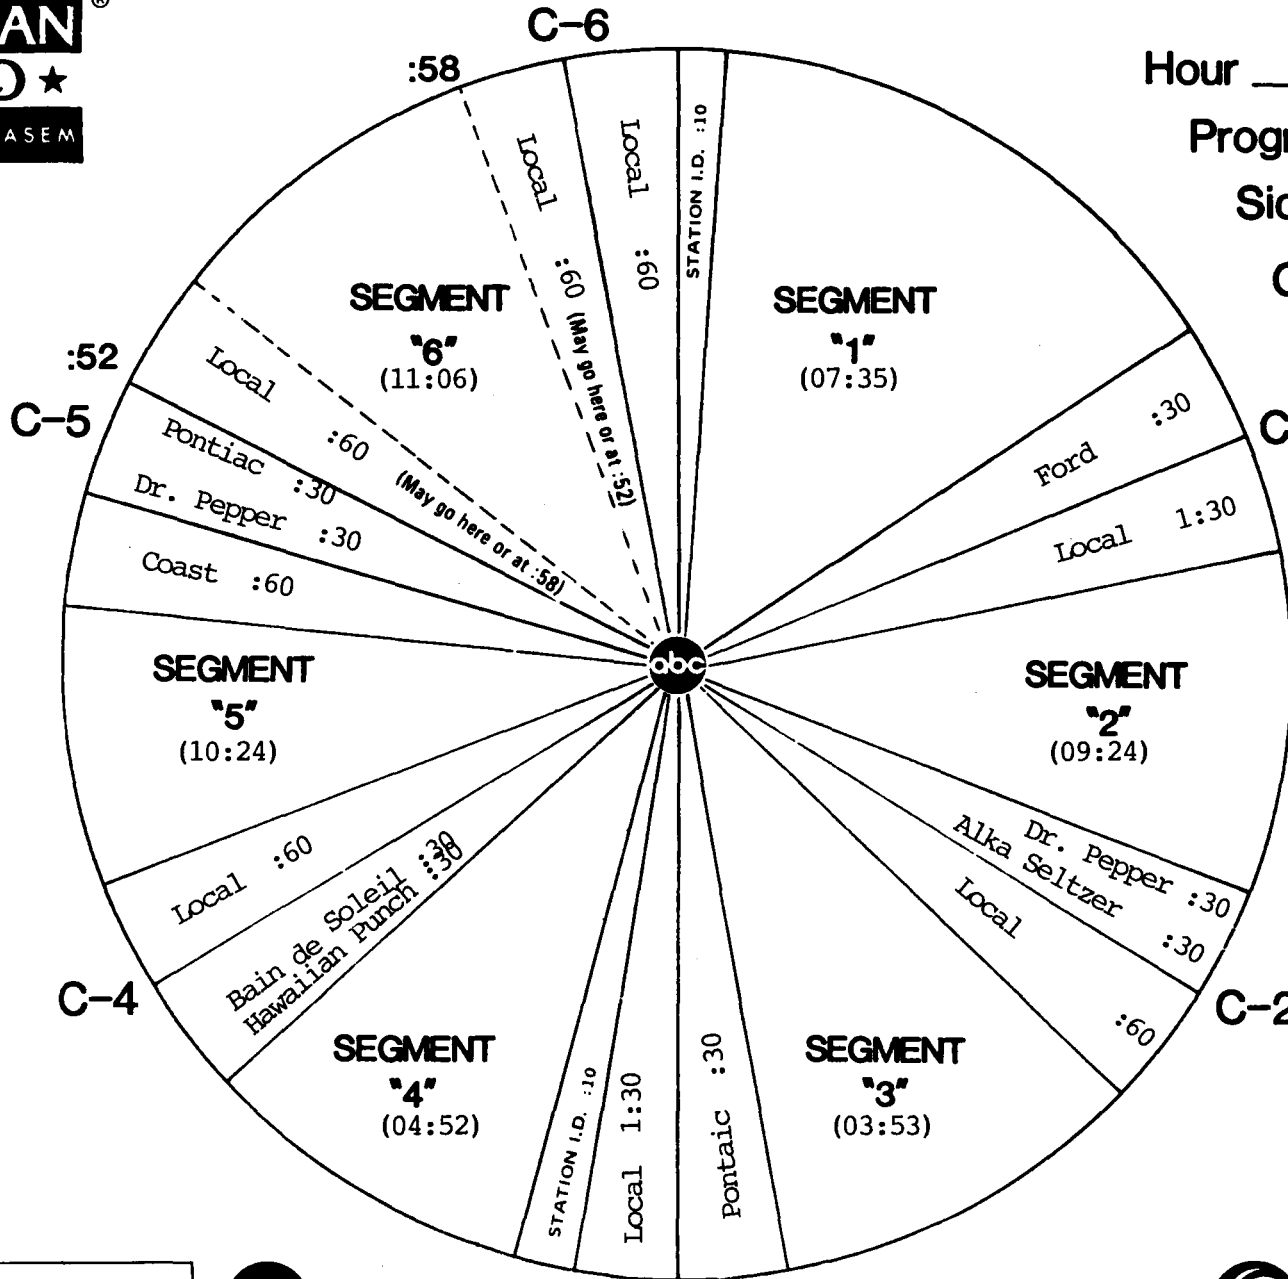 AN ®
★
ASEM
C-6
:58
Hour
STATION I.D. :10
SEGMENT
"1"
(07:35)
Ford :30
Local 1:30
SEGMENT
"2"
(09:24)
Dr. Pepper :30
Alka Seltzer :30
Local :60
C-2
SEGMENT
"3"
(03:53)
Pontaic :30
Local 1:30
STATION I.D. :10
SEGMENT
"4"
(04:52)
Hawaiian Punch :30
Bain de Soleil :30
C-4
Local :60
SEGMENT
"5"
(10:24)
Coast :60
Dr. Pepper :30
Pontiac :30
C-5
:52
Local :60 (May go here or at :58)
SEGMENT
"6"
(11:06)
Local :60 (May go here or at :52)
Local :60
abc